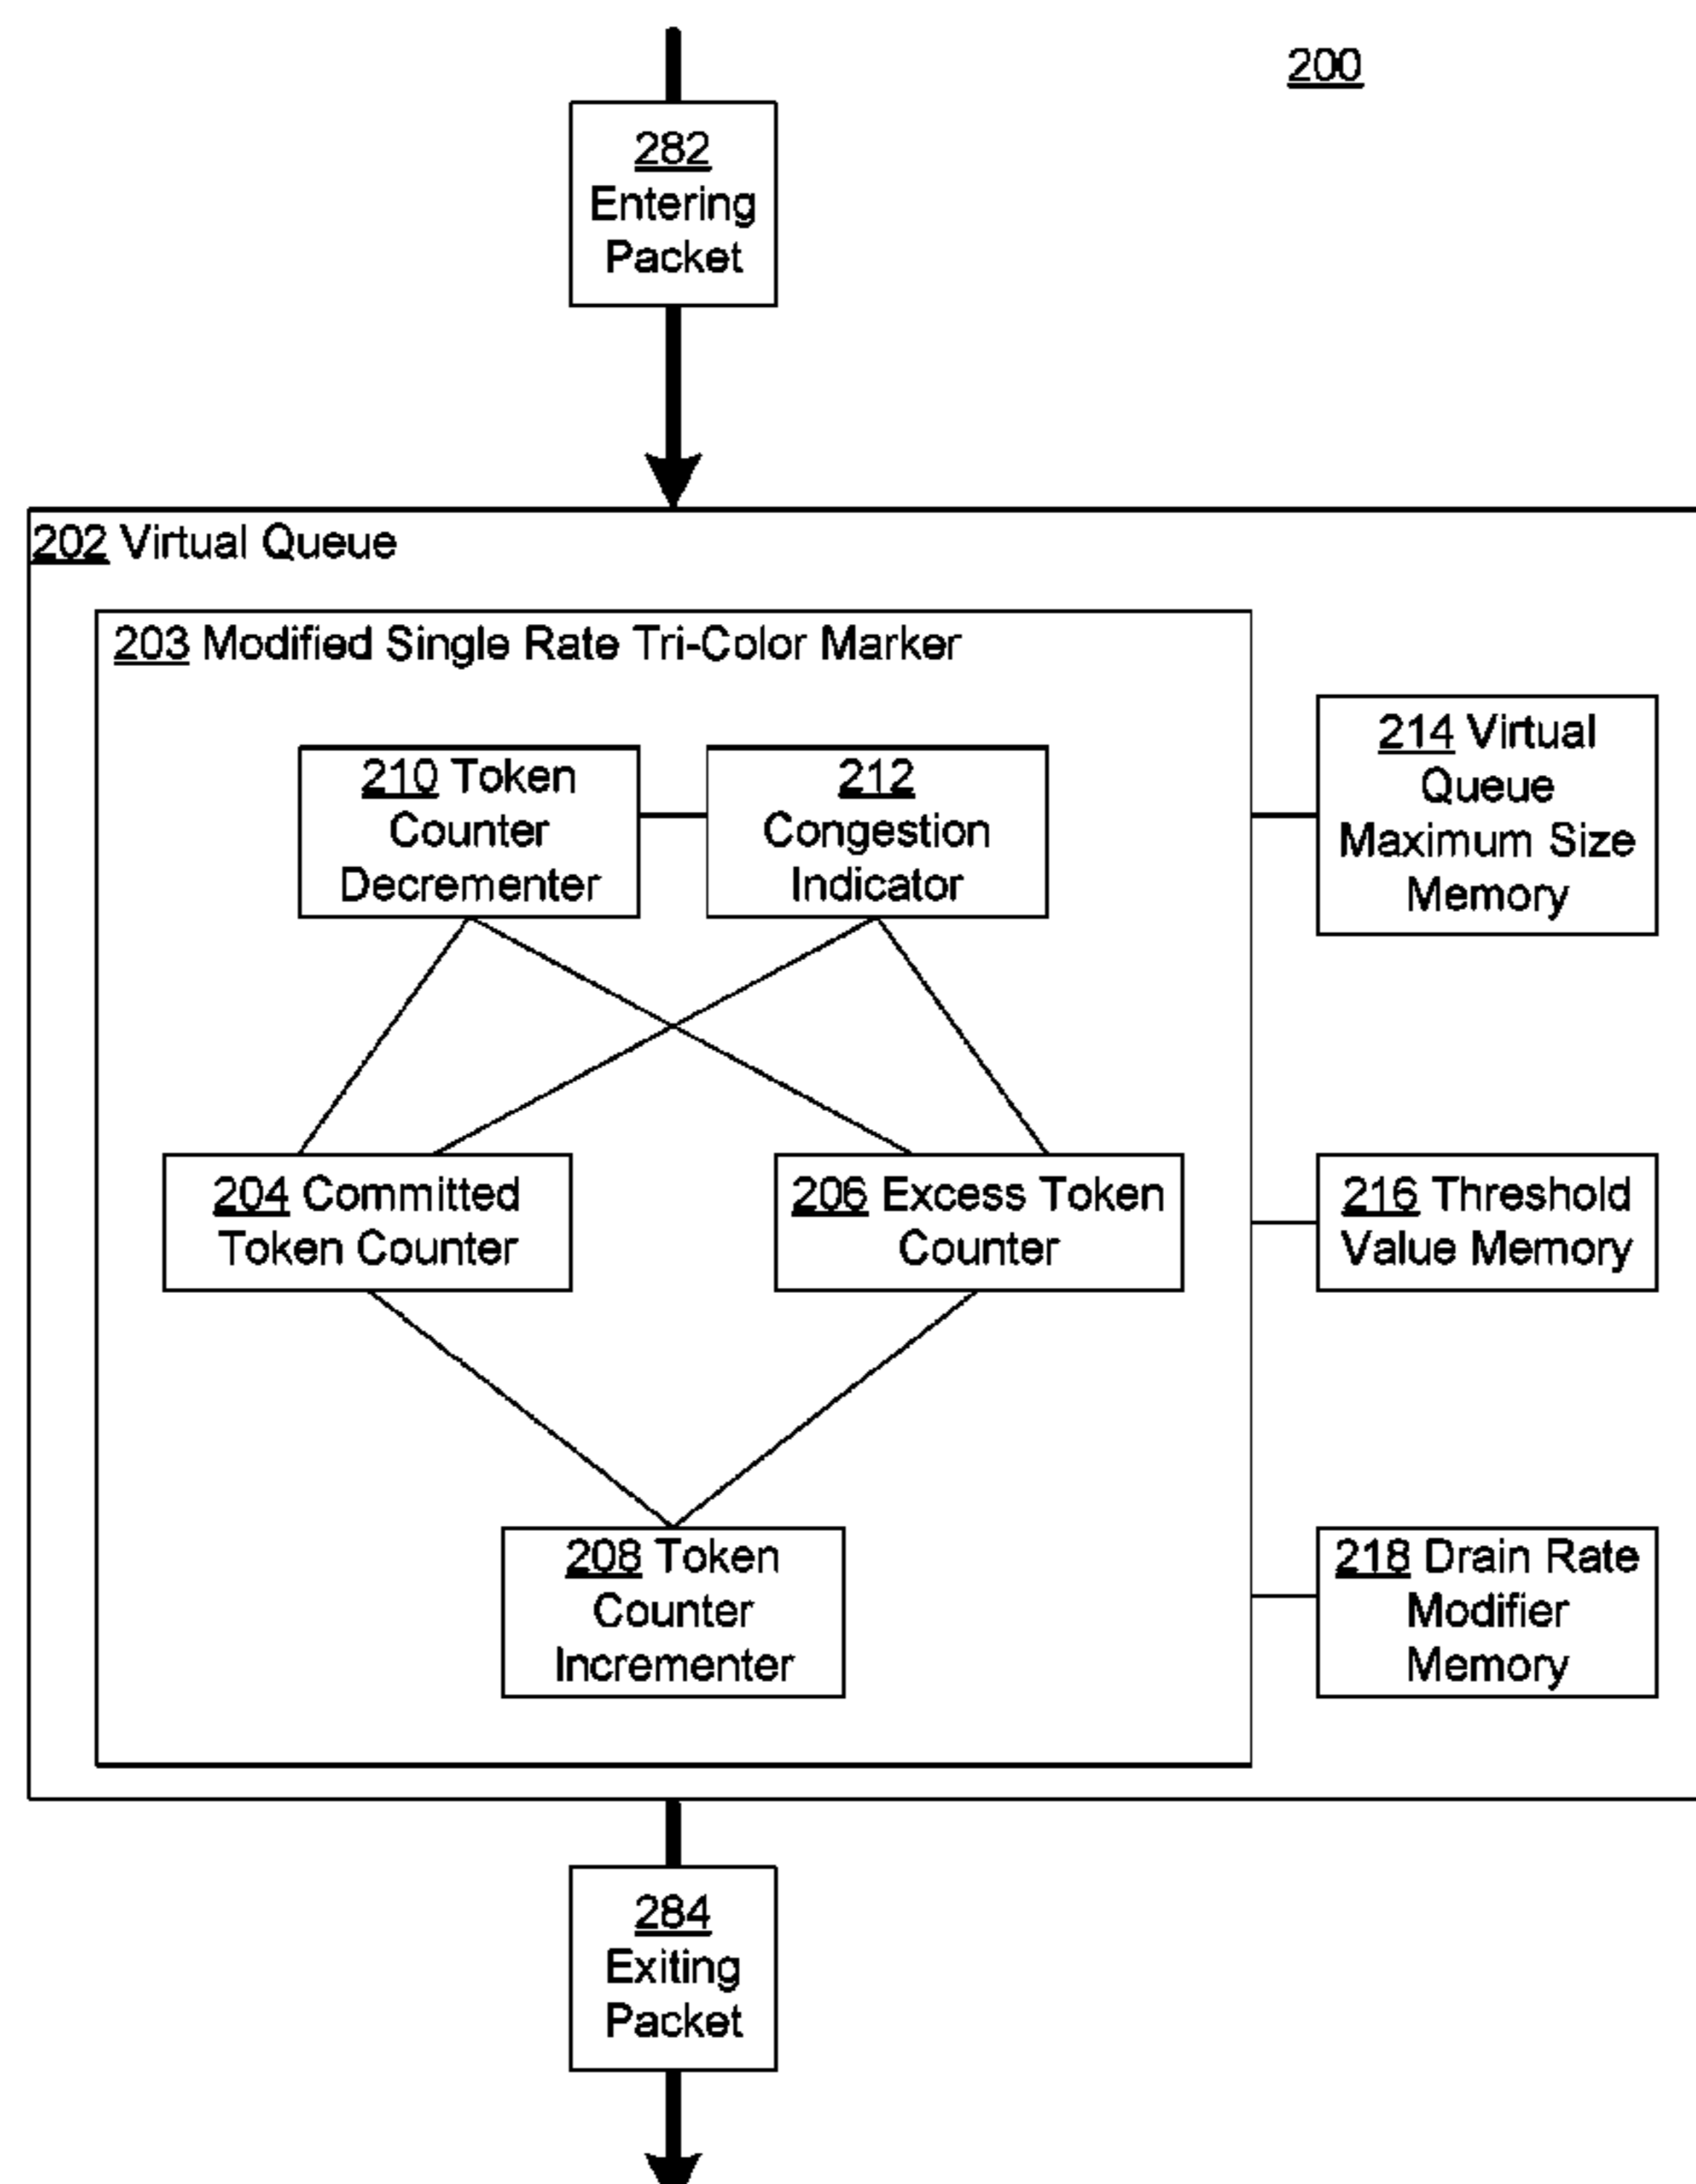 200
282
Entering
Packet
202 Virtual Queue
203 Modified Single Rate Tri-Color Marker
210 Token
Counter
Decrementer
212
Congestion
Indicator
214 Virtual
Queue
Maximum Size
Memory
204 Committed
Token Counter
206 Excess Token
Counter
216 Threshold
Value Memory
208 Token
Counter
Incrementer
218 Drain Rate
Modifier
Memory
284
Exiting
Packet